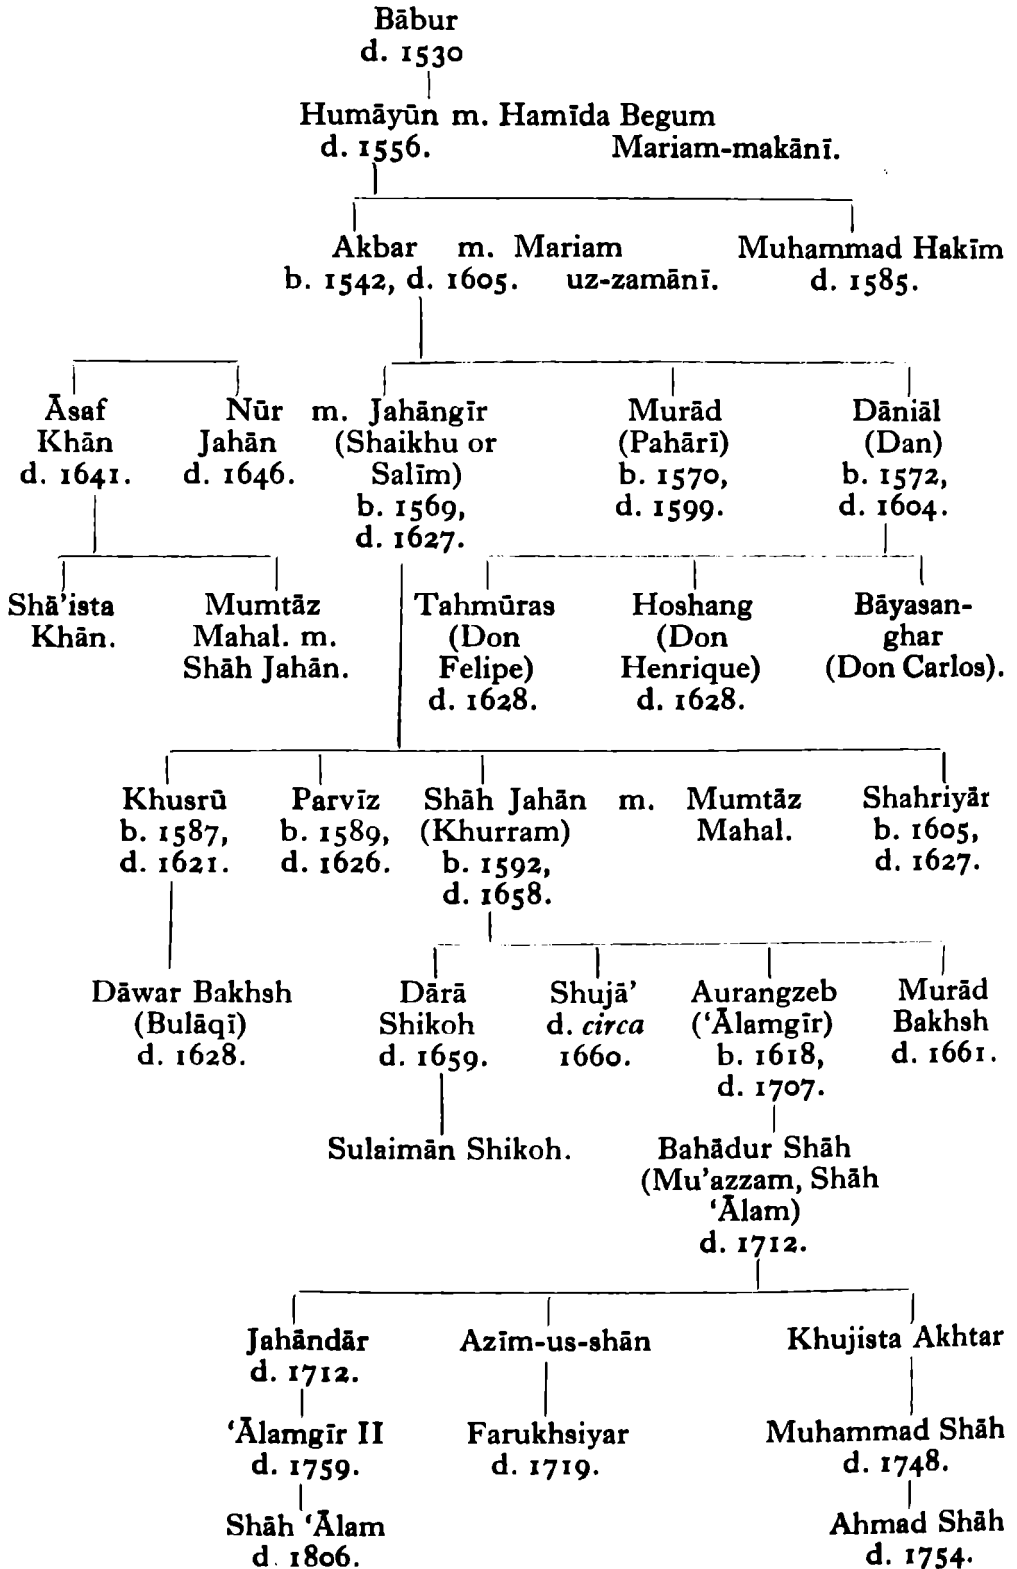 Bābur
d. 1530
Humāyūn m. Hamīda Begum
d. 1556. Mariam-makānī.
Akbar m. Mariam Muhammad Hakīm
b. 1542, d. 1605. uz-zamānī. d. 1585.
Āsaf Nūr m. Jahāngīr Murād Dāniāl
Khān Jahān (Shaikhu or (Pahārī) (Dan)
d. 1641. d. 1646. Salīm) b. 1570, b. 1572,
b. 1569, d. 1599. d. 1604.
d. 1627.
Shā’ista Mumtāz Tahmūras Hoshang Bāyasan-
Khān. Mahal. m. (Don (Don ghar
Shāh Jahān. Felipe) Henrique) (Don Carlos).
d. 1628. d. 1628.
Khusrū Parvīz Shāh Jahān m. Mumtāz Shahriyār
b. 1587, b. 1589, (Khurram) Mahal. b. 1605,
d. 1621. d. 1626. b. 1592, d. 1627.
d. 1658.
Dāwar Bakhsh Dārā Shujā’ Aurangzeb Murād
(Bulāqī) Shikoh d. circa (‘Ālamgīr) Bakhsh
d. 1628. d. 1659. 1660. b. 1618, d. 1661.
d. 1707.
Sulaimān Shikoh. Bahādur Shāh
(Mu’azzam, Shāh
‘Ālam)
d. 1712.
Jahāndār Azīm-us-shān Khujista Akhtar
d. 1712.
‘Ālamgīr II Farukhsiyar Muhammad Shāh
d. 1759. d. 1719. d. 1748.
Shāh ‘Ālam Ahmad Shāh
d. 1806. d. 1754.